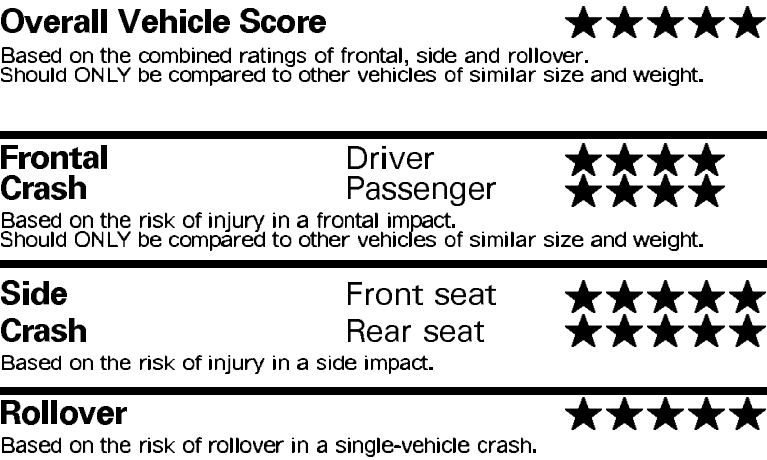 Overall Vehicle Score ★★★★★
Based on the combined ratings of frontal, side and rollover.
Should ONLY be compared to other vehicles of similar size and weight.
Frontal Driver ★★★★
Crash Passenger ★★★★
Based on the risk of injury in a frontal impact.
Should ONLY be compared to other vehicles of similar size and weight.
Side Front seat ★★★★★
Crash Rear seat ★★★★★
Based on the risk of injury in a side impact.
Rollover ★★★★★
Based on the risk of rollover in a single-vehicle crash.